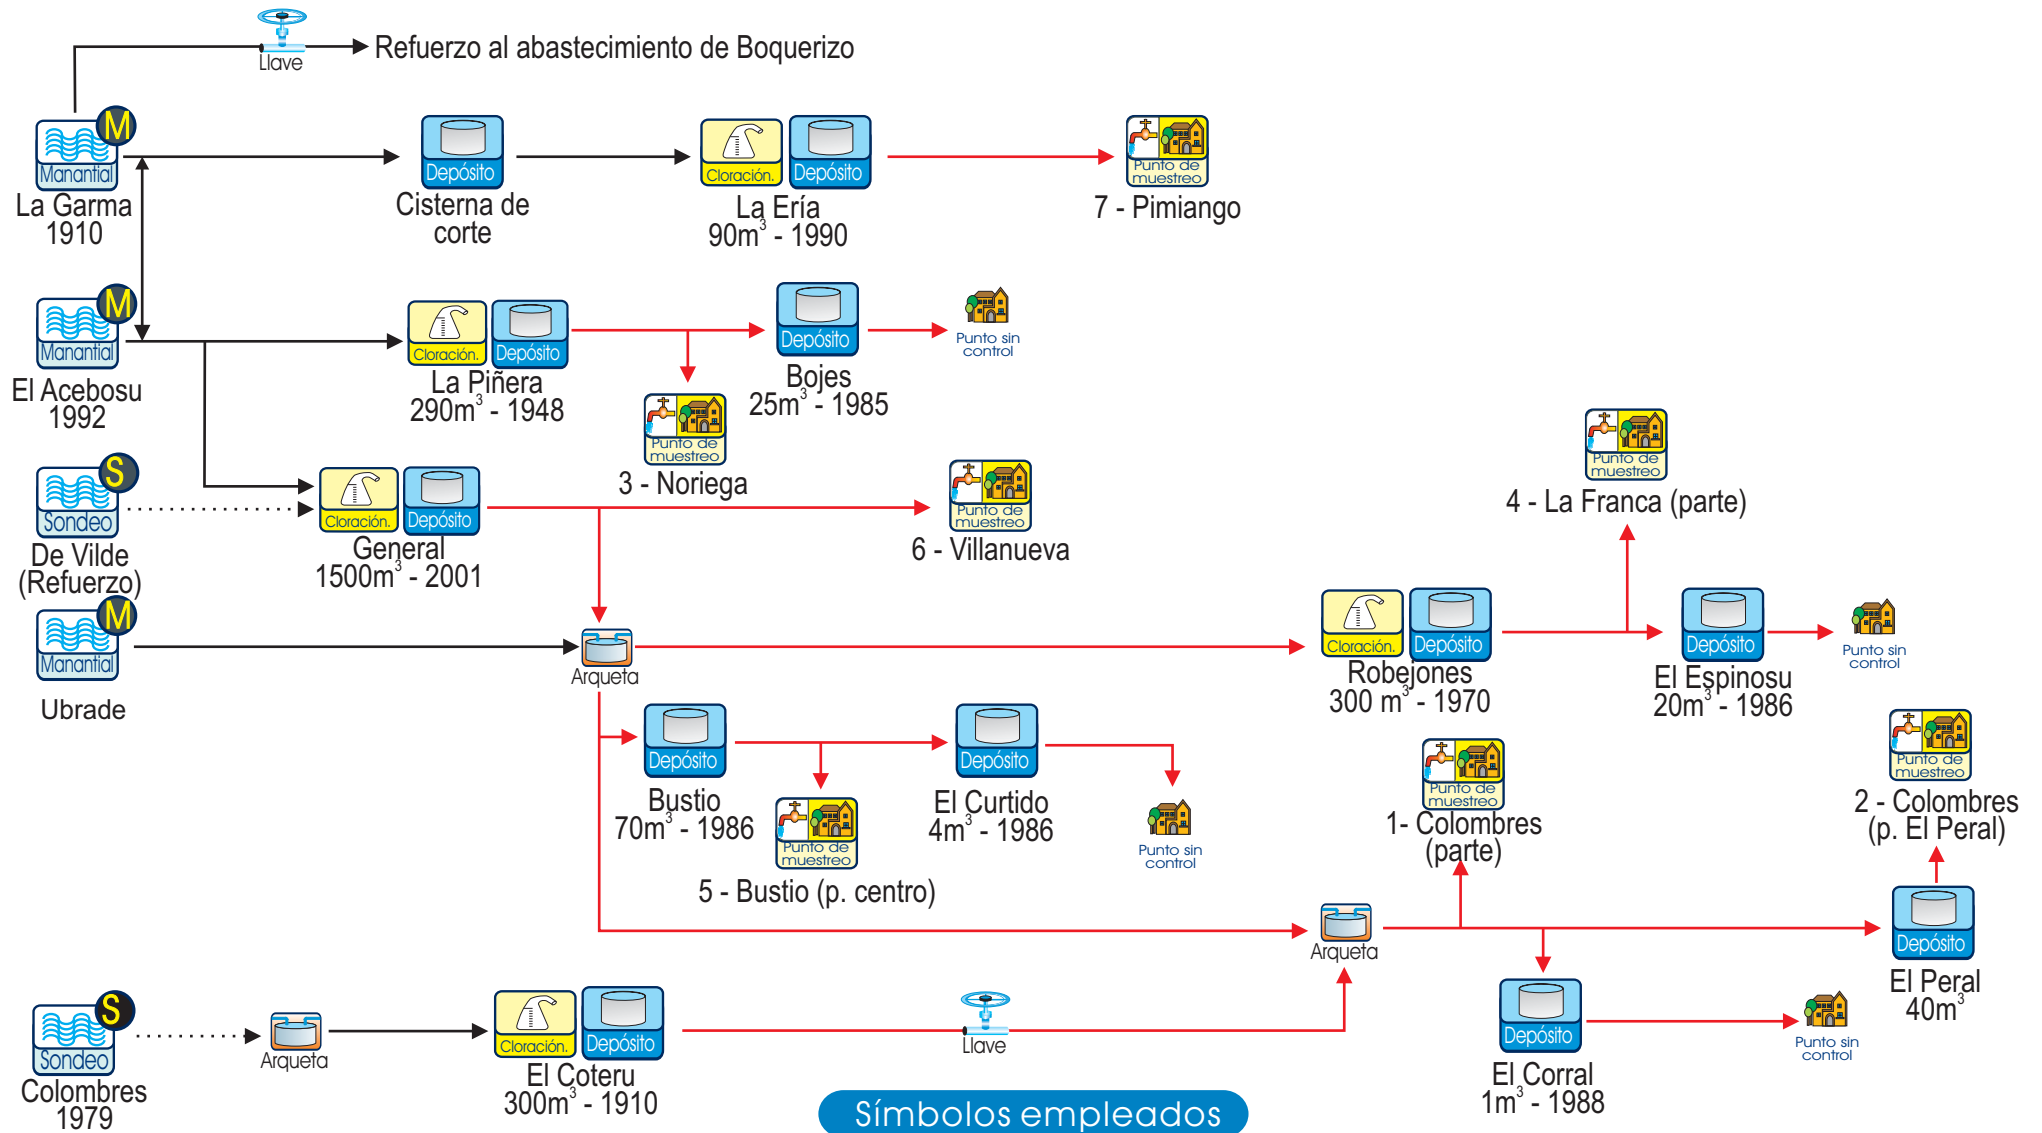 Llave
Refuerzo al abastecimiento de Boquerizo
M
Manantial
La Garma
1910
Depósito
Cisterna de
corte
Cloración.
Depósito
La Ería
90m³ - 1990
Punto de
muestreo
7 - Pimiango
M
Manantial
El Acebosu
1992
Cloración.
Depósito
La Piñera
290m³ - 1948
Depósito
Bojes
25m³ - 1985
Punto sin
control
Punto de
muestreo
3 - Noriega
S
Sondeo
De Vilde
(Refuerzo)
Cloración.
Depósito
General
1500m³ - 2001
Punto de
muestreo
6 - Villanueva
Punto de
muestreo
4 - La Franca (parte)
M
Manantial
Ubrade
Arqueta
Cloración.
Depósito
Robejones
300 m³ - 1970
Depósito
El Espinosu
20m³ - 1986
Punto sin
control
Depósito
Bustio
70m³ - 1986
Punto de
muestreo
5 - Bustio (p. centro)
Depósito
El Curtido
4m³ - 1986
Punto sin
control
Punto de
muestreo
1- Colombres
(parte)
Punto de
muestreo
2 - Colombres
(p. El Peral)
Arqueta
Depósito
El Peral
40m³
S
Sondeo
Colombres
1979
Arqueta
Cloración.
Depósito
El Coteru
300m³ - 1910
Llave
Depósito
El Corral
1m³ - 1988
Punto sin
control
Símbolos empleados